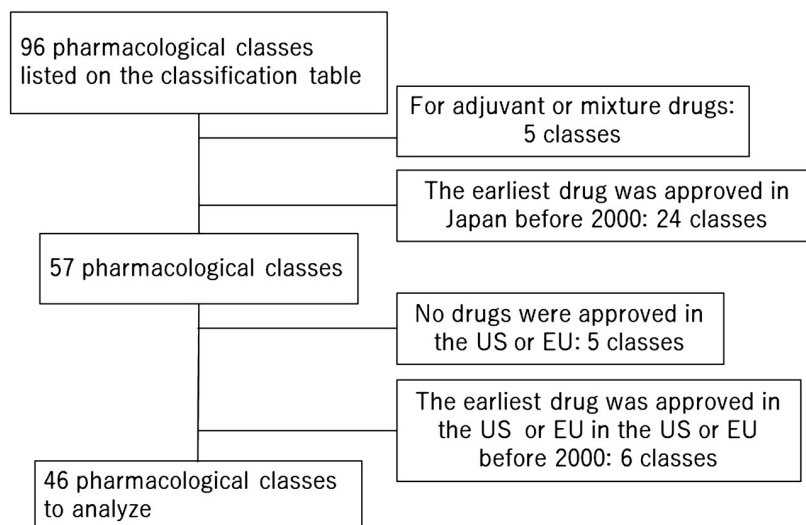 96 pharmacological classes
listed on the classification table
For adjuvant or mixture drugs:
5 classes
The earliest drug was approved in
Japan before 2000: 24 classes
57 pharmacological classes
No drugs were approved in
the US or EU: 5 classes
The earliest drug was approved in
the US or EU in the US or EU
before 2000: 6 classes
46 pharmacological classes
to analyze